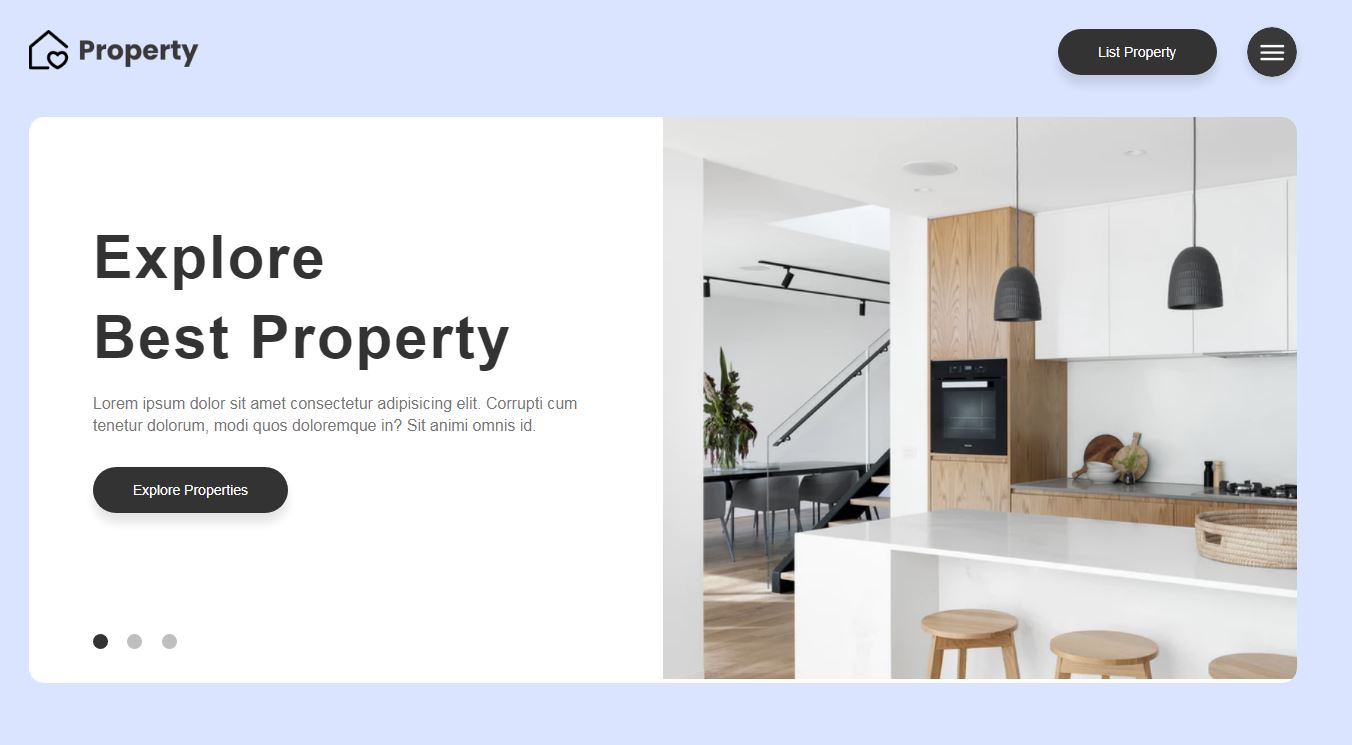 Property
List Property
Explore
Best Property
Lorem ipsum dolor sit amet consectetur adipisicing elit. Corrupti cum
tenetur dolorum, modi quos doloremque in? Sit animi omnis id.
Explore Properties